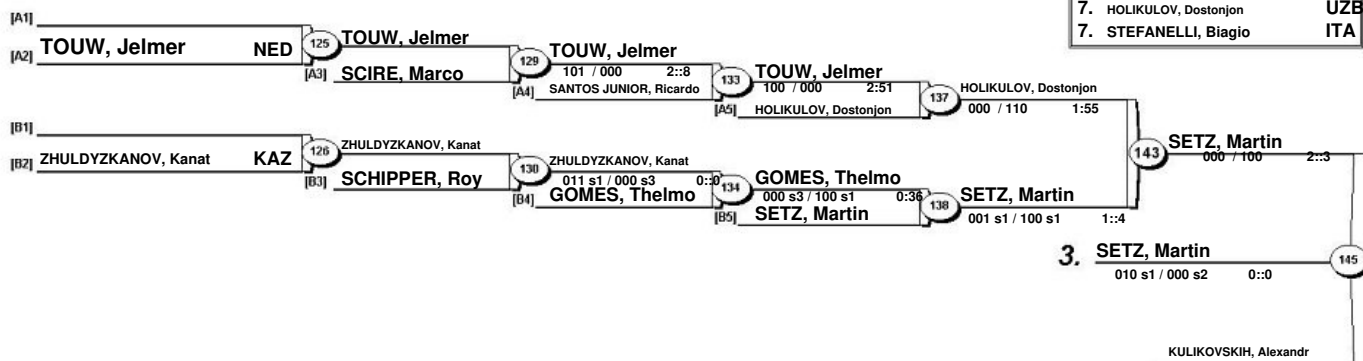 7. HOLIKULOV, Dostonjon UZB
7. STEFANELLI, Biagio ITA
[A1]
[A2] TOUW, Jelmer NED
125 TOUW, Jelmer
[A3] SCIRE, Marco
129 TOUW, Jelmer
101 / 000 2::8
[A4] SANTOS JUNIOR, Ricardo
133 TOUW, Jelmer
100 / 000 2:51
[A5] HOLIKULOV, Dostonjon
137 HOLIKULOV, Dostonjon
000 / 110 1:55
[B1]
[B2] ZHULDYZKANOV, Kanat KAZ
126 ZHULDYZKANOV, Kanat
[B3] SCHIPPER, Roy
130 ZHULDYZKANOV, Kanat
011 s1 / 000 s3 0::0
[B4] GOMES, Thelmo
134 GOMES, Thelmo
000 s3 / 100 s1 0:36
[B5] SETZ, Martin
138 SETZ, Martin
001 s1 / 100 s1 1::4
143 SETZ, Martin
000 / 100 2::3
3. SETZ, Martin 145
010 s1 / 000 s2 0::0
KULIKOVSKIH, Alexandr